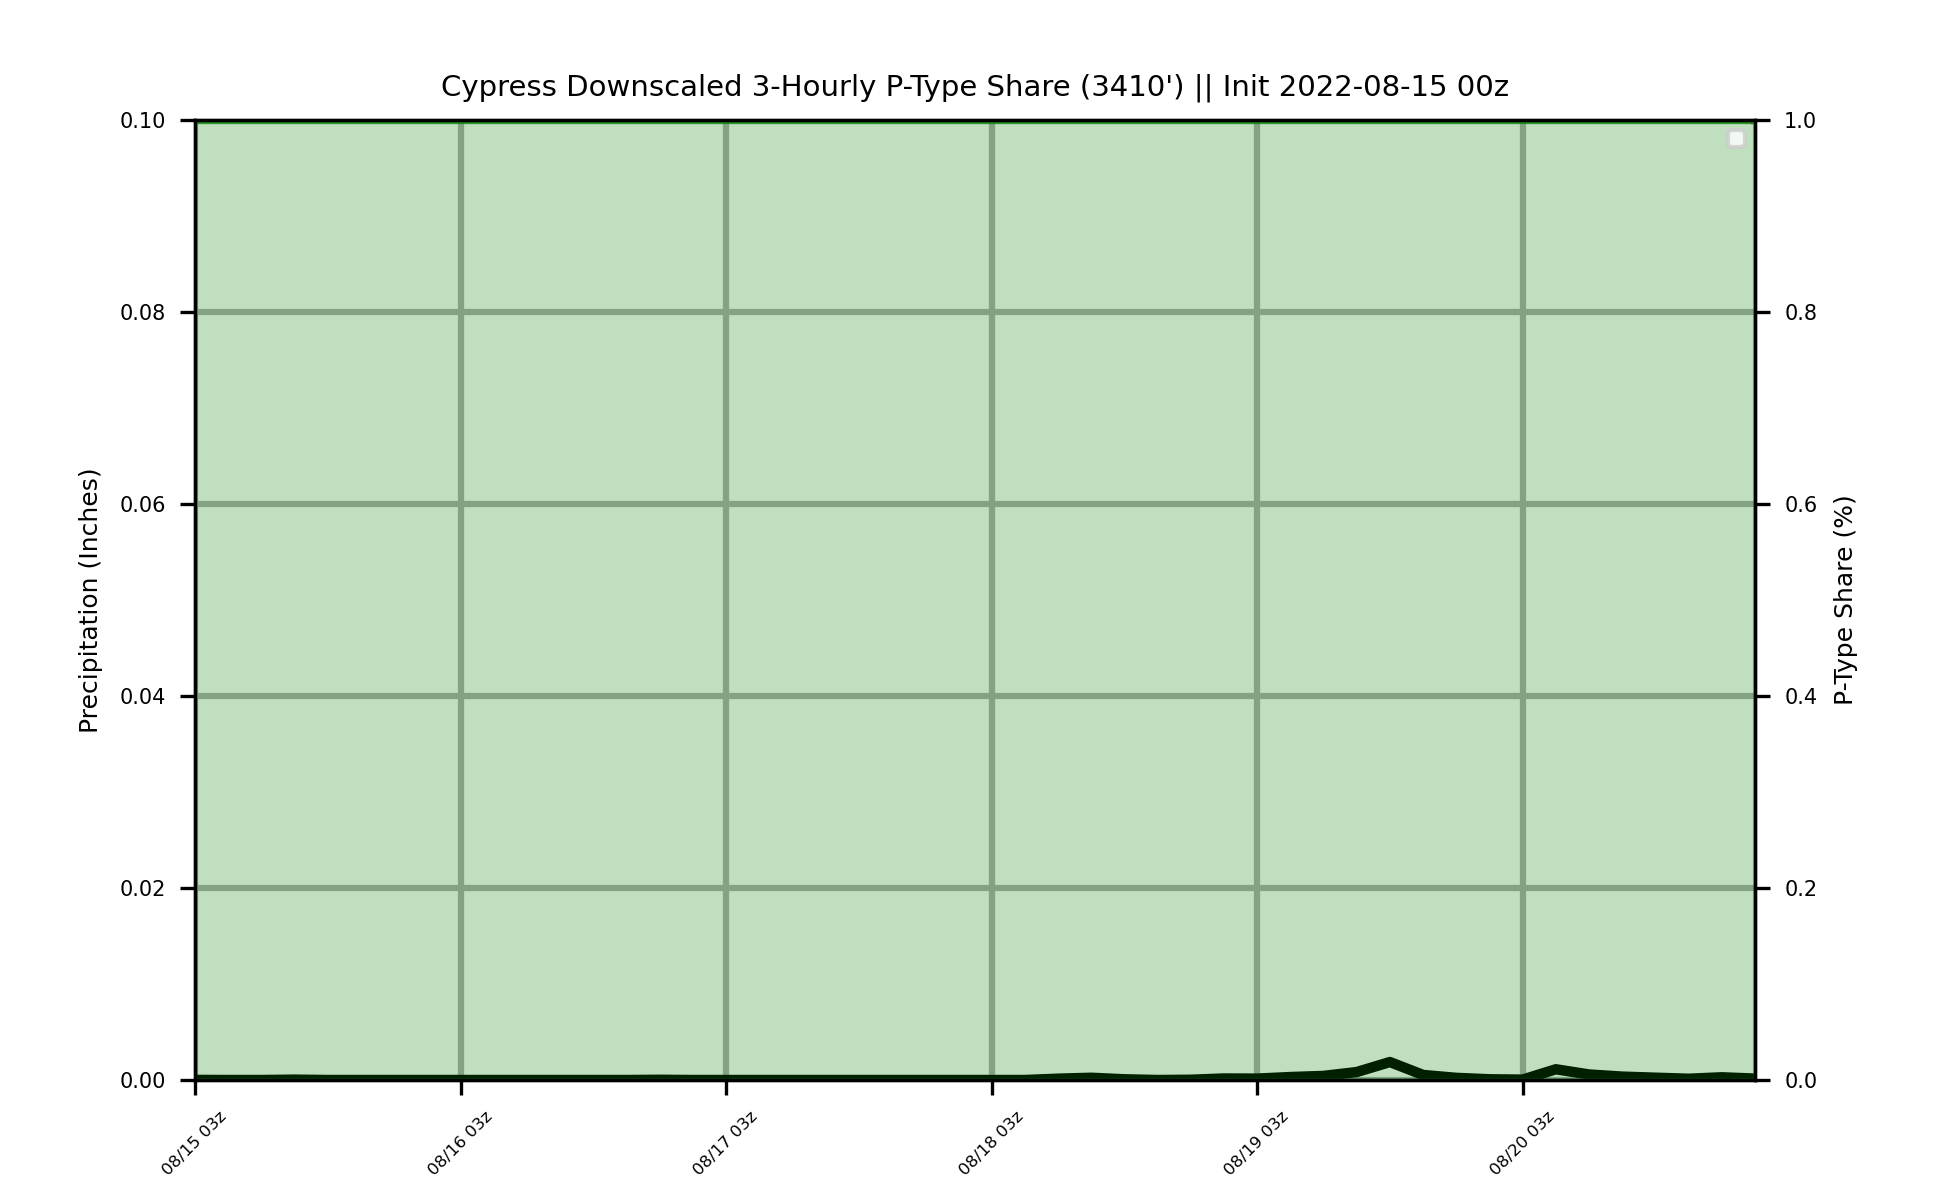 Cypress Downscaled 3-Hourly P-Type Share (3410') || Init 2022-08-15 00z
Precipitation (Inches)
0.10
0.08
0.06
0.04
0.02
0.00
1.0
0.8
0.6
0.4
0.2
0.0
P-Type Share (%)
08/15 03z
08/16 03z
08/17 03z
08/18 03z
08/19 03z
08/20 03z